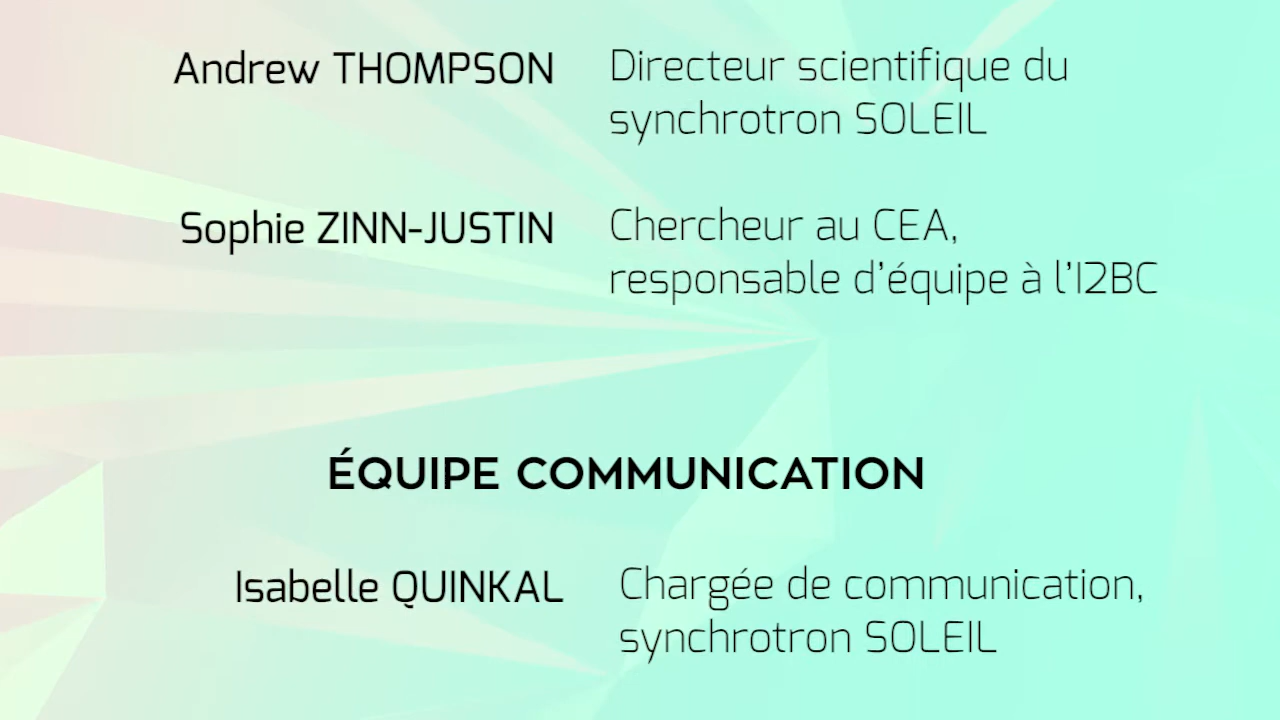 Andrew THOMPSON Directeur scientifique du
synchrotron SOLEIL
Sophie ZINN-JUSTIN Chercheur au CEA,
responsable d’équipe à l’I2BC
ÉQUIPE COMMUNICATION
Isabelle QUINKAL Chargée de communication,
synchrotron SOLEIL